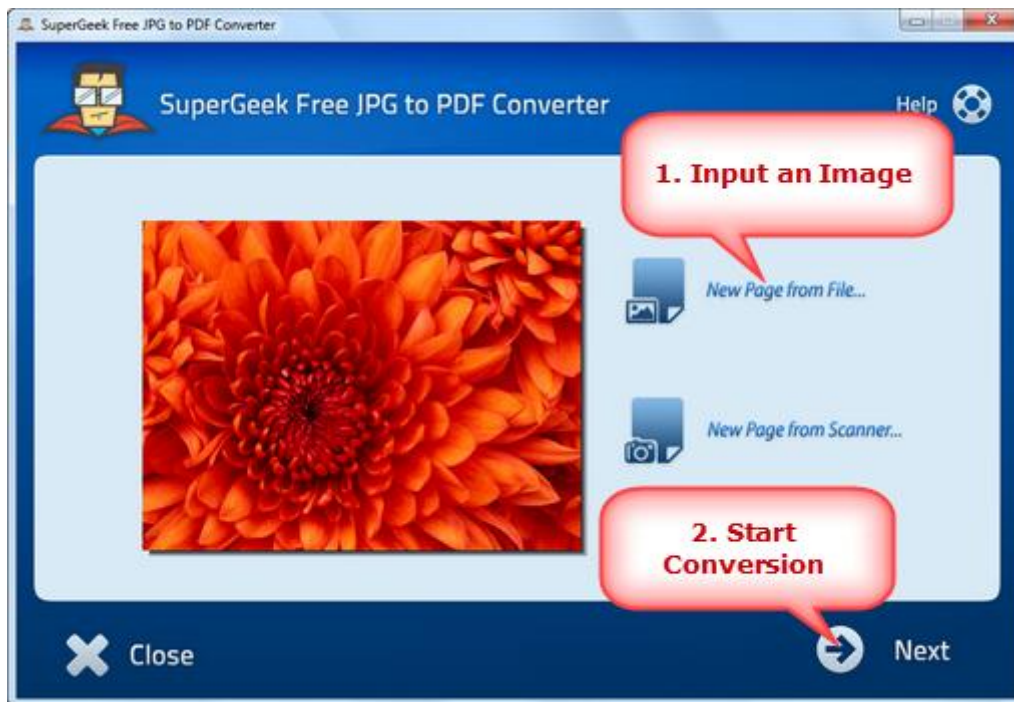 SuperGeek Free JPG to PDF Converter
SuperGeek Free JPG to PDF Converter
Help
1. Input an Image
New Page from File...
New Page from Scanner...
2. Start
Conversion
Close
Next